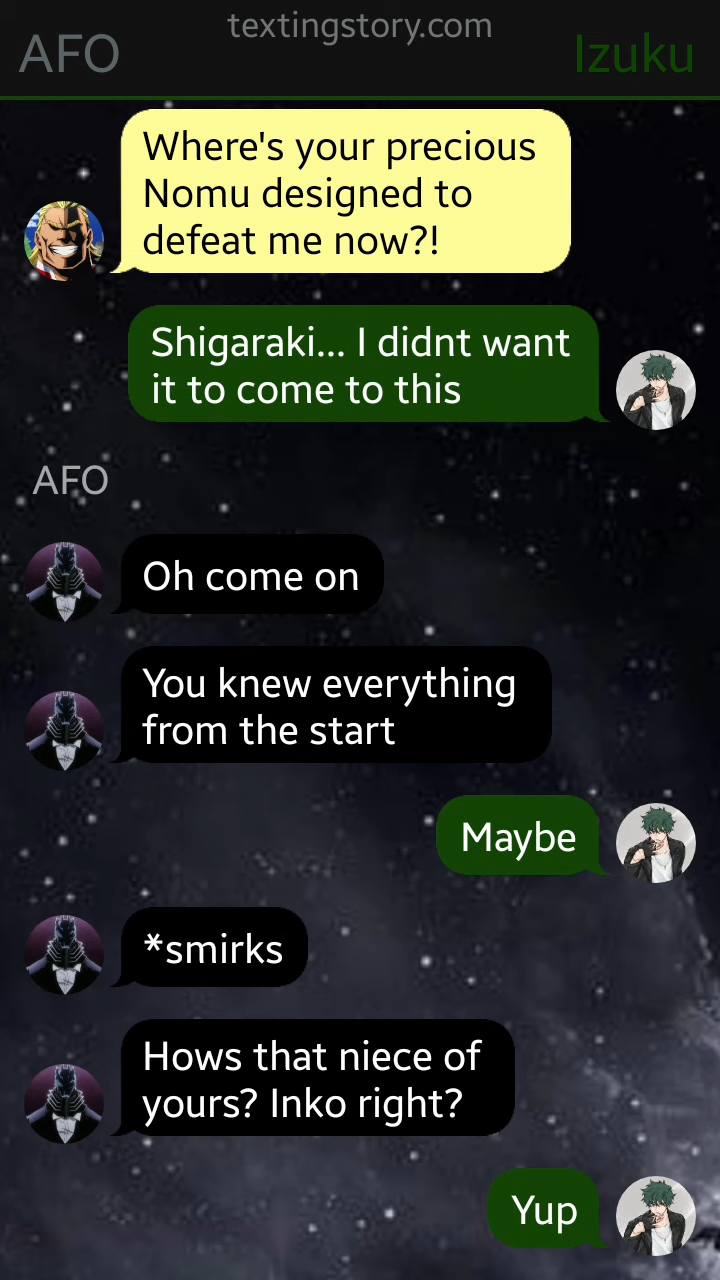 textingstory.com
AFO
Izuku
Where's your precious
Nomu designed to
defeat me now?!
Shigaraki... I didnt want
it to come to this
AFO
Oh come on
You knew everything
from the start
Maybe
*smirks
Hows that niece of
yours? Inko right?
Yup